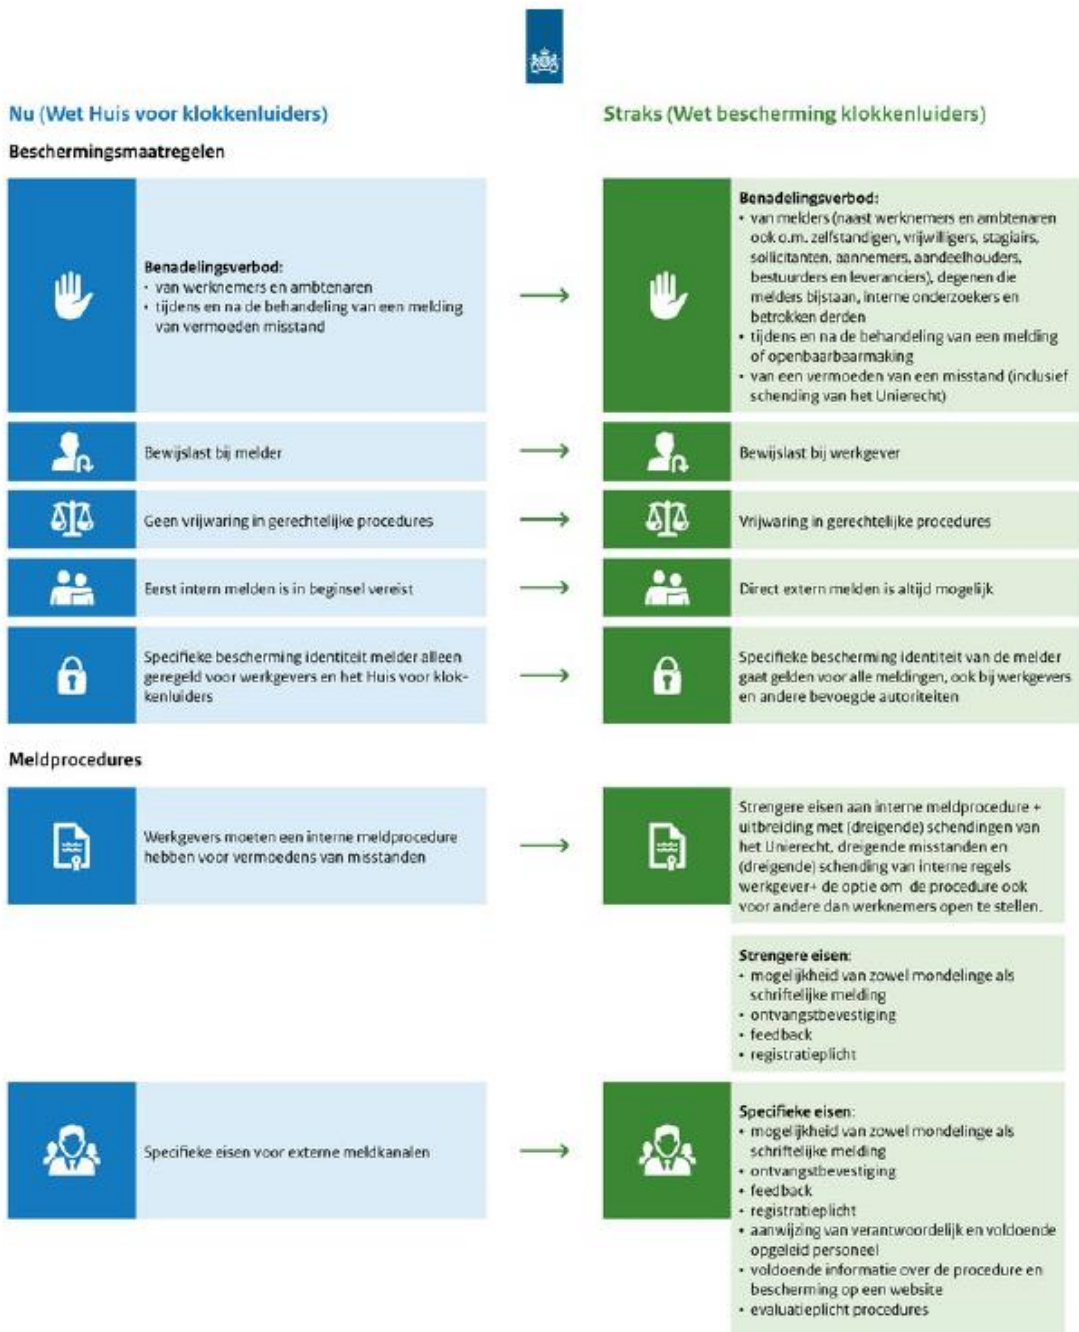 Nu (Wet Huis voor klokkenluiders)
Straks (Wet bescherming klokkenluiders)
Beschermingsmaatregelen
Benadelingsverbod:
• van werknemers en ambtenaren
• tijdens en na de behandeling van een melding
van vermoeden misstand
Benadelingsverbod:
• van melders (naast werknemers en ambtenaren
ook o.m. zelfstandigen, vrijwilligers, stagiairs,
sollicitanten, aannemers, aandeelhouders,
bestuurders en leveranciers), degenen die
melders bijstaan, interne onderzoekers en
betrokken derden
• tijdens en na de behandeling van een melding
of openbaarbaarmaking
• van een vermoeden van een misstand (inclusief
schending van het Unierecht)
Bewijslast bij melder
Bewijslast bij werkgever
Geen vrijwaring in gerechtelijke procedures
Vrijwaring in gerechtelijke procedures
Eerst intern melden is in beginsel vereist
Direct extern melden is altijd mogelijk
Specifieke bescherming identiteit melder alleen
geregeld voor werkgevers en het Huis voor klok-
kenluiders
Specifieke bescherming identiteit van de melder
gaat gelden voor alle meldingen, ook bij werkgevers
en andere bevoegde autoriteiten
Meldprocedures
Werkgevers moeten een interne meldprocedure
hebben voor vermoedens van misstanden
Strengere eisen aan interne meldprocedure +
uitbreiding met (dreigende) schendingen van
het Unierecht, dreigende misstanden en
(dreigende) schending van interne regels
werkgever+ de optie om de procedure ook
voor andere dan werknemers open te stellen.
Strengere eisen:
• mogelijkheid van zowel mondelinge als
schriftelijke melding
• ontvangstbevestiging
• feedback
• registratieplicht
Specifieke eisen voor externe meldkanalen
Specifieke eisen:
• mogelijkheid van zowel mondelinge als
schriftelijke melding
• ontvangstbevestiging
• feedback
• registratieplicht
• aanwijzing van verantwoordelijk en voldoende
opgeleid personeel
• voldoende informatie over de procedure en
bescherming op een website
• evaluatieplicht procedures